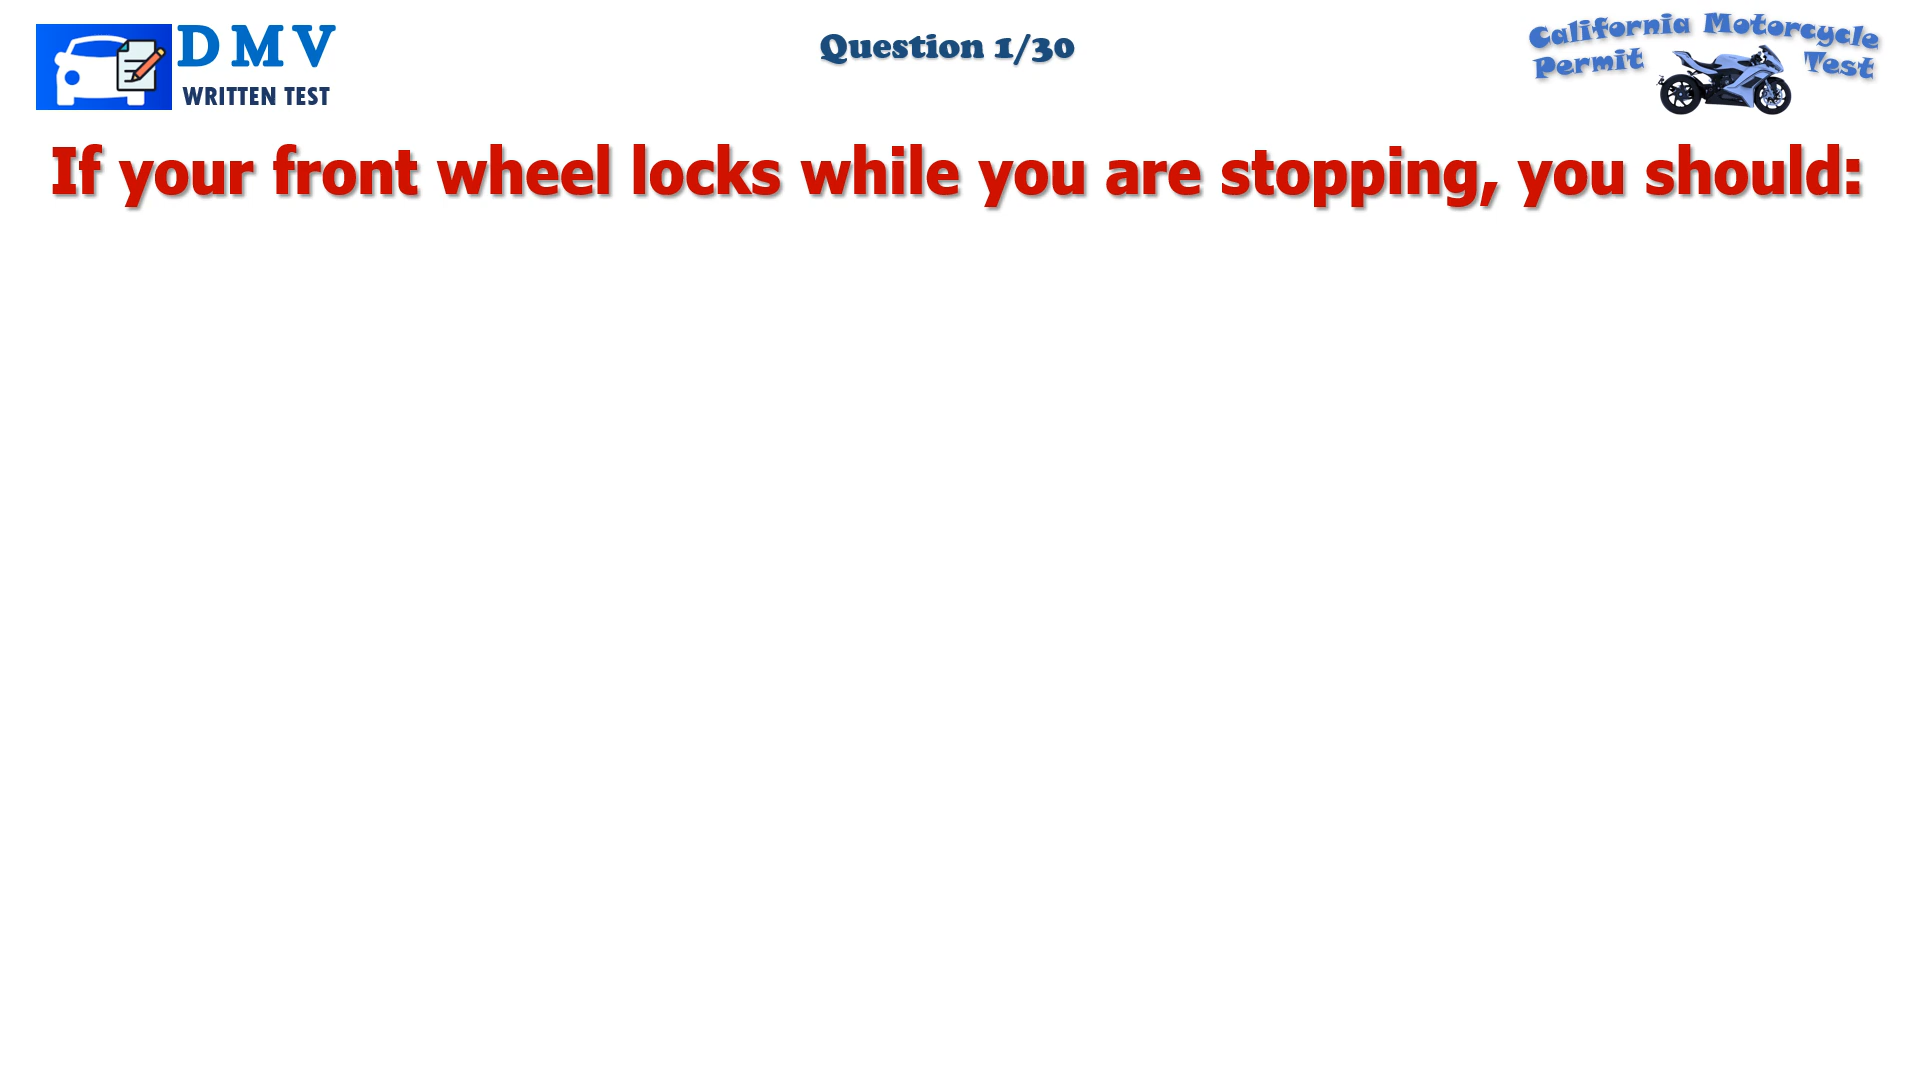 DMV
WRITTEN TEST
Question 1/30
California Motorcycle
Permit Test
If your front wheel locks while you are stopping, you should: